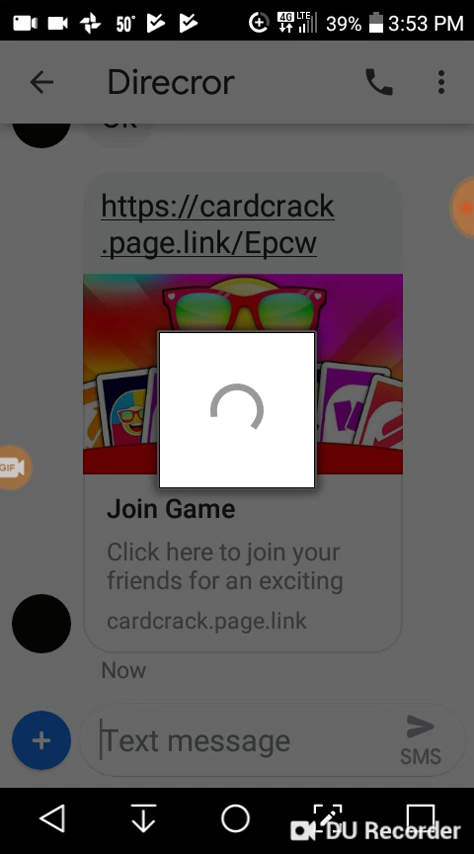 50° 4G LTE 39% 3:53 PM
Direcror
https://cardcrack
.page.link/Epcw
GIF
Join Game
Click here to join your
friends for an exciting
cardcrack.page.link
Now
Text message
SMS
DU Recorder